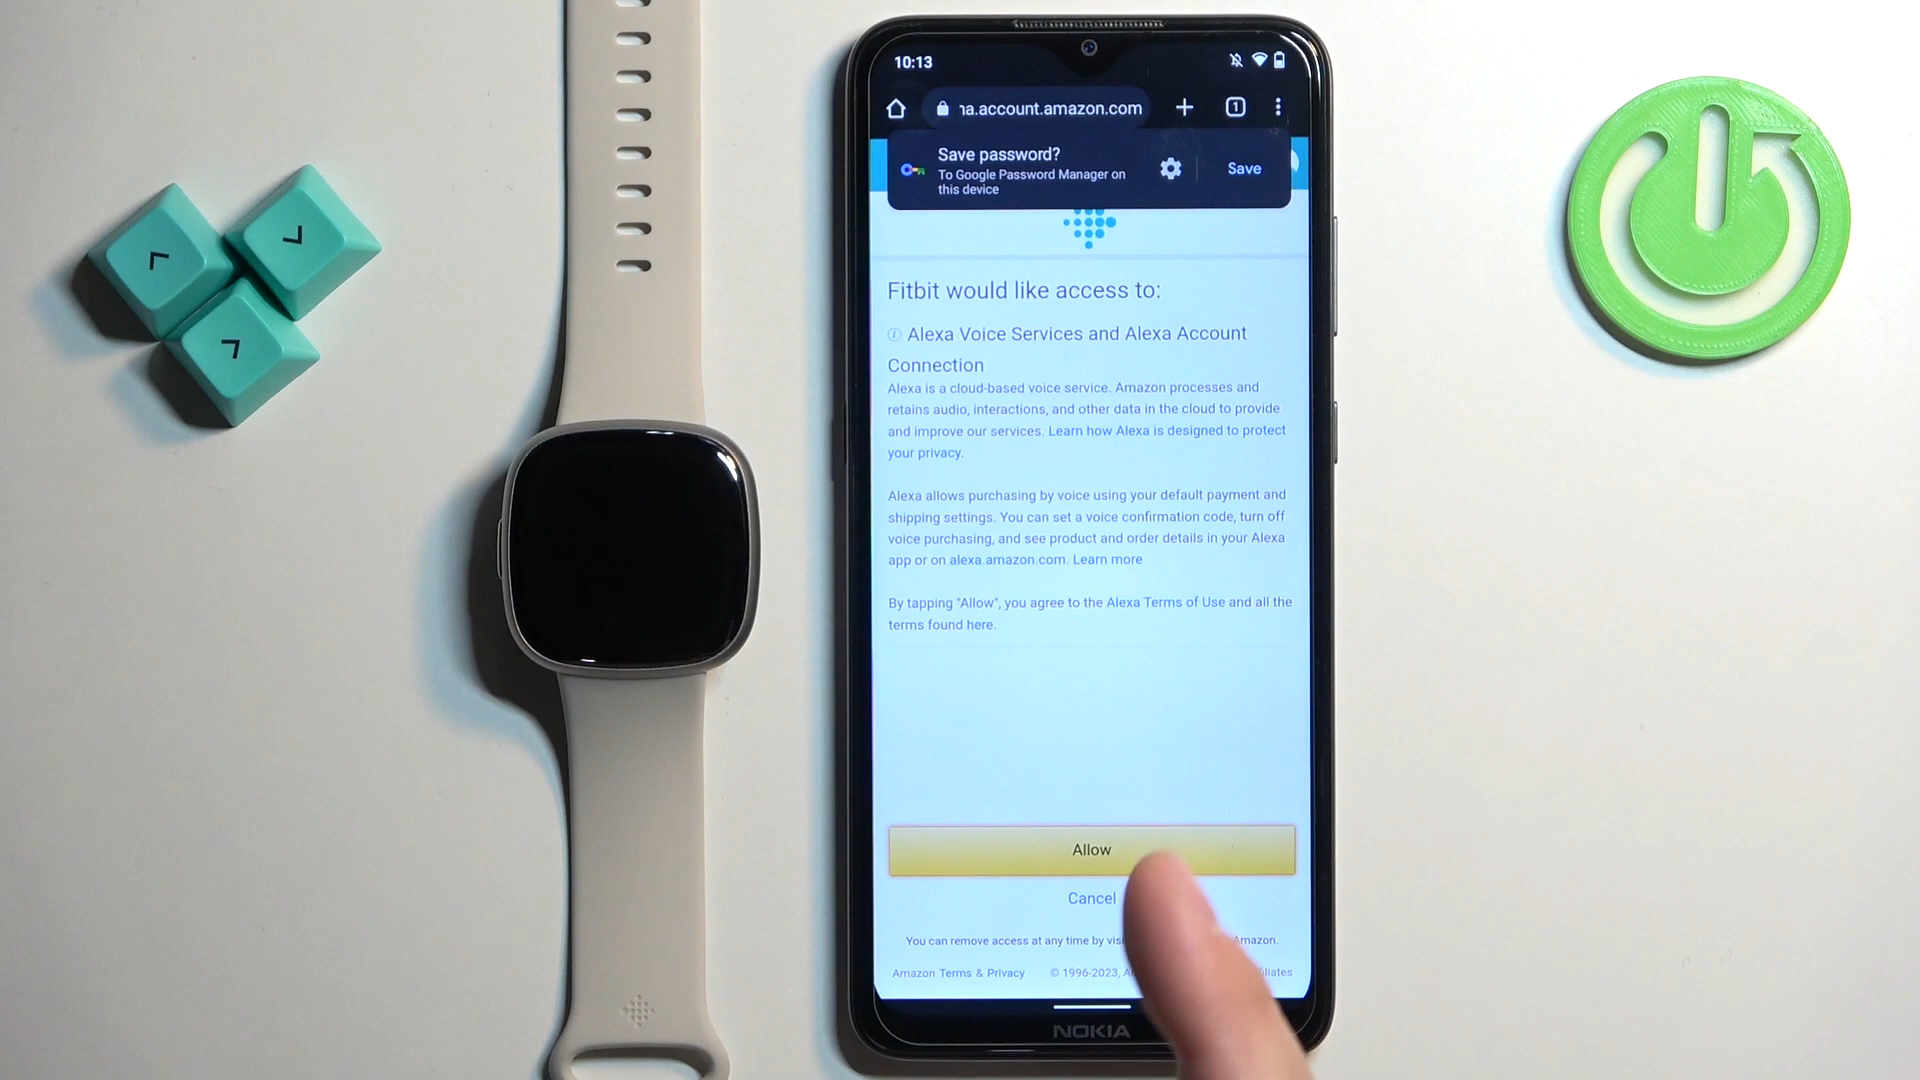 10:13
na.account.amazon.com
1
Save password?
To Google Password Manager on
this device
Save
Fitbit would like access to:
Alexa Voice Services and Alexa Account
Connection
Alexa is a cloud-based voice service. Amazon processes and
retains audio, interactions, and other data in the cloud to provide
and improve our services. Learn how Alexa is designed to protect
your privacy.
Alexa allows purchasing by voice using your default payment and
shipping settings. You can set a voice confirmation code, turn off
voice purchasing, and see product and order details in your Alexa
app or on alexa.amazon.com. Learn more
By tapping "Allow", you agree to the Alexa Terms of Use and all the
terms found here.
Allow
Cancel
You can remove access at any time by Amazon.
Amazon Terms & Privacy © 1996-2023,
NOKIA